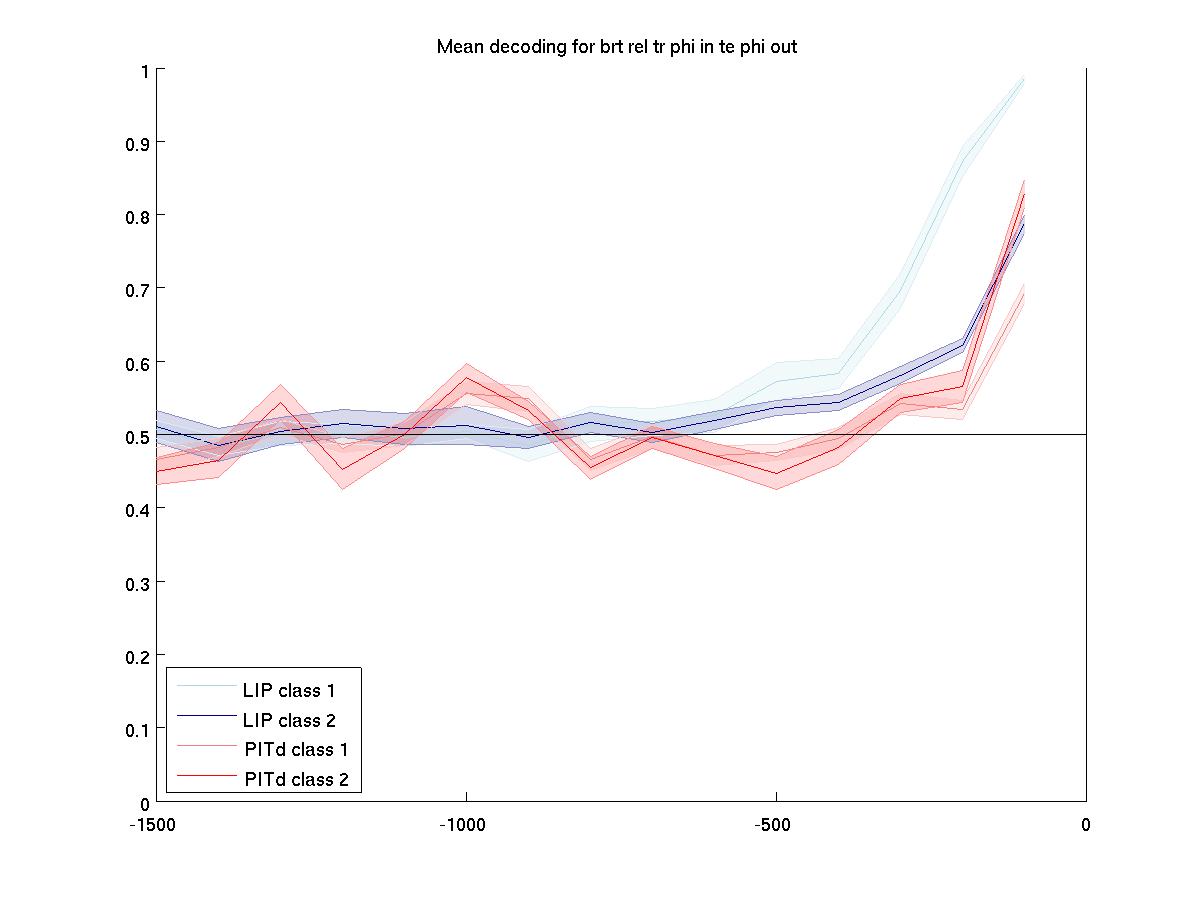 Mean decoding for brt rel tr phi in te phi out
1
0.9
0.8
0.7
0.6
0.5
0.4
0.3
0.2
0.1
0
LIP class 1
LIP class 2
PITd class 1
PITd class 2
-1500 -1000 -500 0